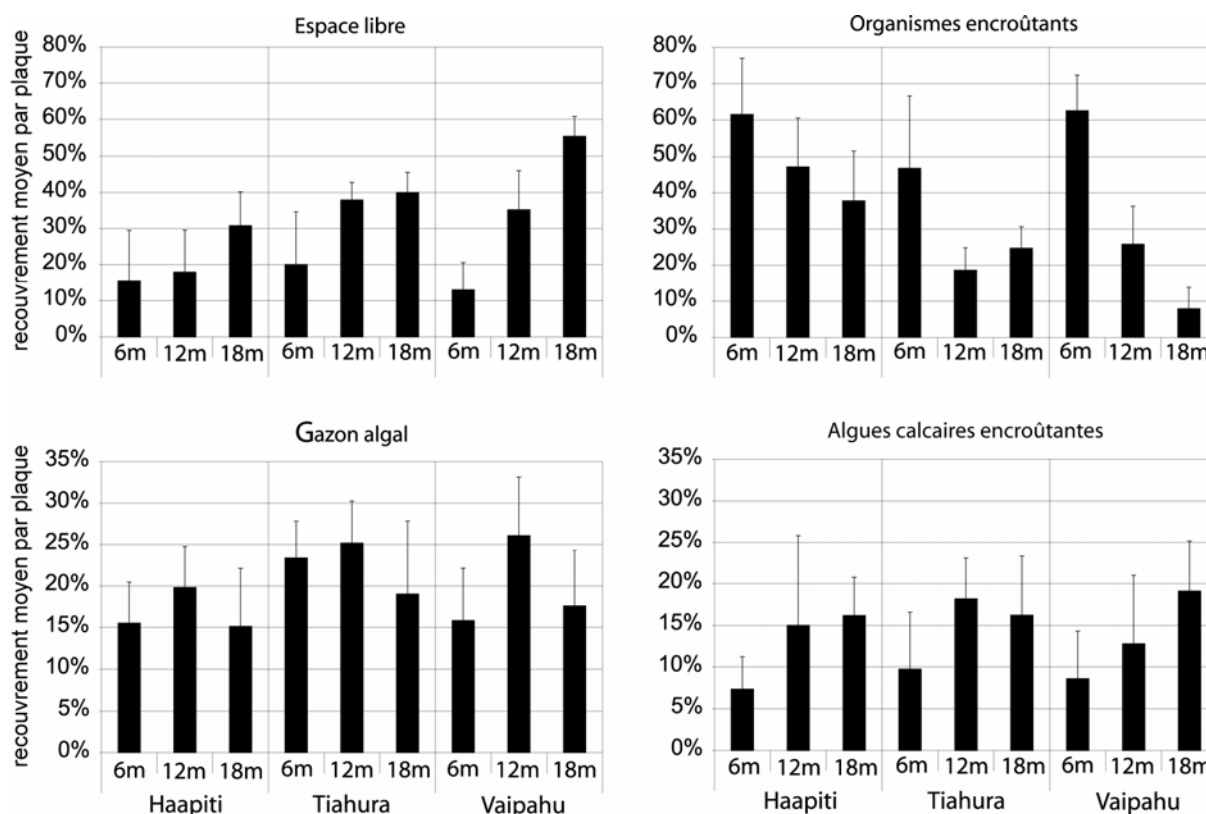 Espace libre
recouvrement moyen par plaque
80%
70%
60%
50%
40%
30%
20%
10%
0%
6m 12m 18m 6m 12m 18m 6m 12m 18m
Organismes encroûtants
80%
70%
60%
50%
40%
30%
20%
10%
0%
6m 12m 18m 6m 12m 18m 6m 12m 18m
Gazon algal
recouvrement moyen par plaque
35%
30%
25%
20%
15%
10%
5%
0%
6m 12m 18m 6m 12m 18m 6m 12m 18m
Haapiti Tiahura Vaipahu
Algues calcaires encroûtantes
35%
30%
25%
20%
15%
10%
5%
0%
6m 12m 18m 6m 12m 18m 6m 12m 18m
Haapiti Tiahura Vaipahu